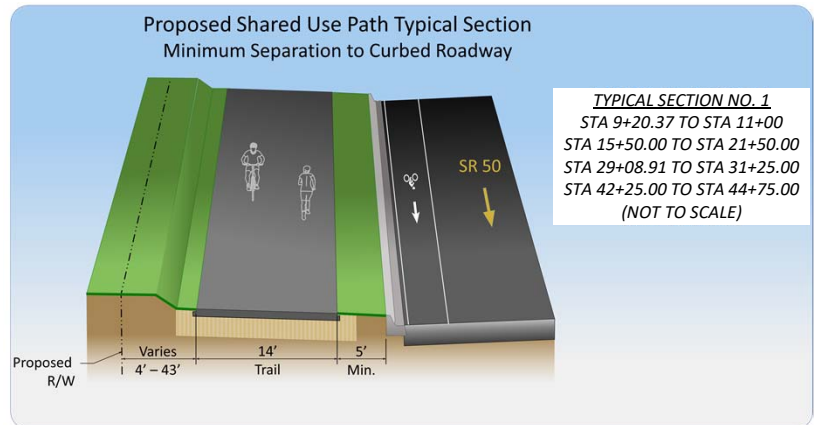 Proposed Shared Use Path Typical Section
Minimum Separation to Curbed Roadway
TYPICAL SECTION NO. 1
STA 9+20.37 TO STA 11+00
STA 15+50.00 TO STA 21+50.00
STA 29+08.91 TO STA 31+25.00
STA 42+25.00 TO STA 44+75.00
(NOT TO SCALE)
SR 50
Proposed
R/W
Varies
4’ – 43’
14’
Trail
5’
Min.